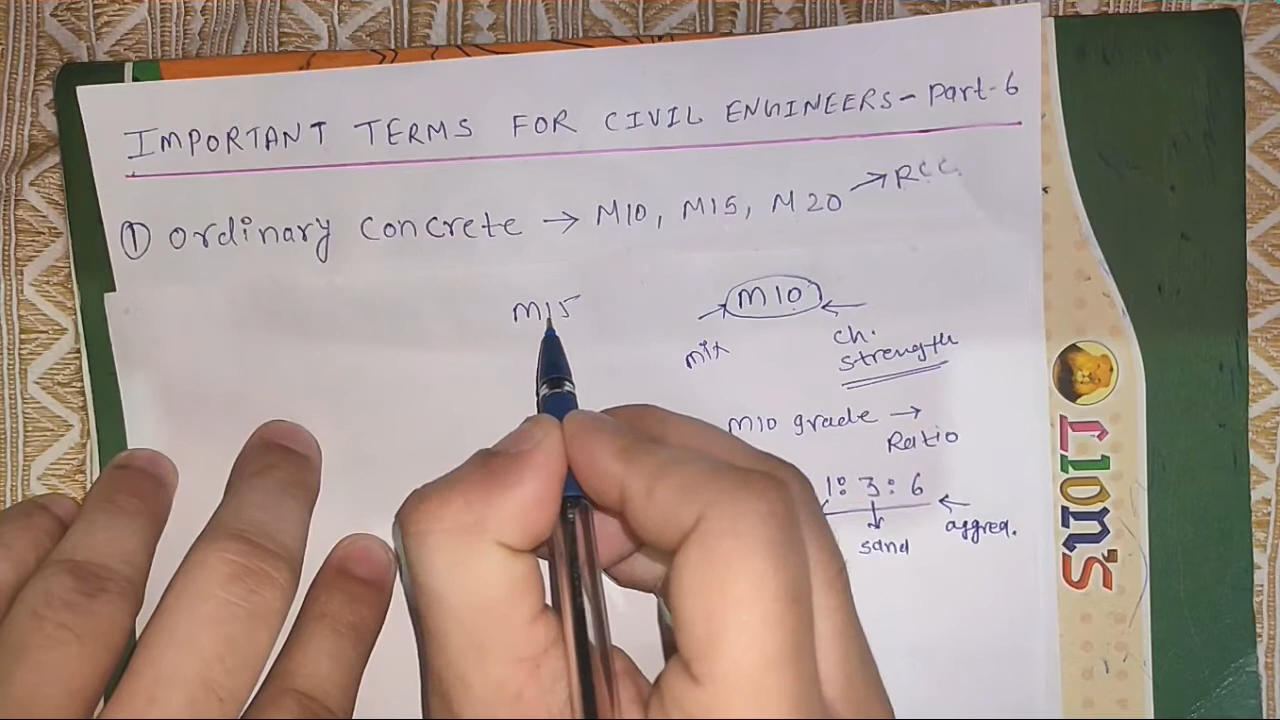 IMPORTANT TERMS FOR CIVIL ENGINEERS - Part-6
① Ordinary Concrete → M10, M15, M20 → RCC
M15
M10
mix
ch.
strength
M10 grade →
Ratio
1 : 3 : 6
sand
aggreg.
LION'S